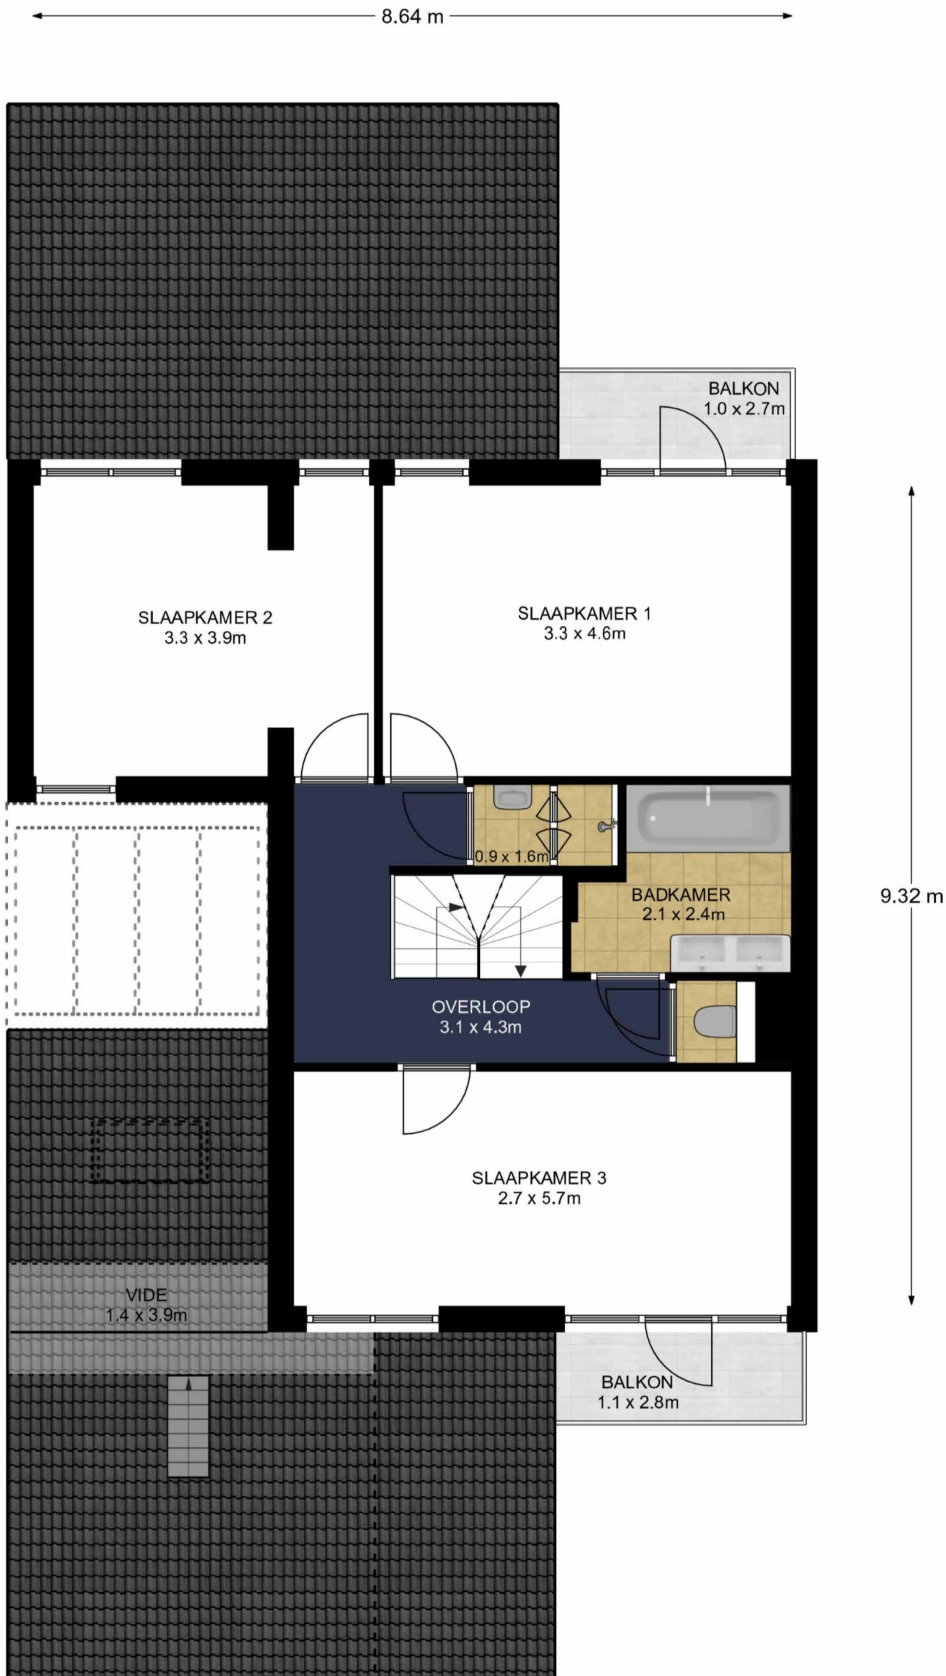 8.64 m
BALKON
1.0 x 2.7m
SLAAPKAMER 2
3.3 x 3.9m
SLAAPKAMER 1
3.3 x 4.6m
0.9 x 1.6m
BADKAMER
2.1 x 2.4m
9.32 m
OVERLOOP
3.1 x 4.3m
SLAAPKAMER 3
2.7 x 5.7m
VIDE
1.4 x 3.9m
BALKON
1.1 x 2.8m